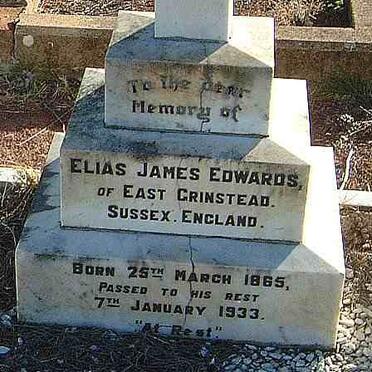 To the dear
Memory of
ELIAS JAMES EDWARDS,
OF EAST GRINSTEAD.
SUSSEX. ENGLAND.
BORN 25TH MARCH 1865,
PASSED TO HIS REST
7TH JANUARY 1933.
"At Rest"